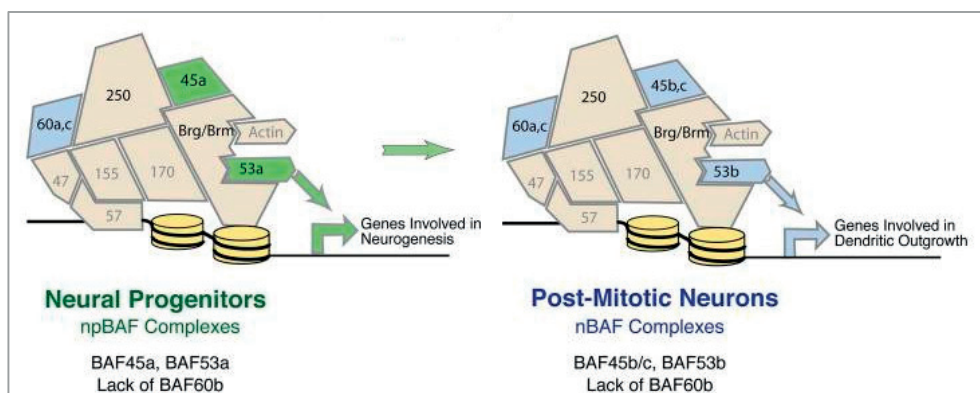 250
45a
60a,c
Brg/Brm
Actin
47
155
170
53a
57
Genes Involved in
Neurogenesis
Neural Progenitors
npBAF Complexes
BAF45a, BAF53a
Lack of BAF60b
250
45b,c
60a,c
Brg/Brm
Actin
47
155
170
53b
57
Genes Involved in
Dendritic Outgrowth
Post-Mitotic Neurons
nBAF Complexes
BAF45b/c, BAF53b
Lack of BAF60b